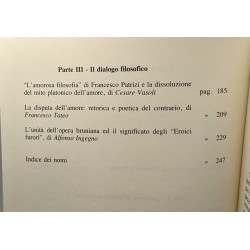 Parte III - Il dialogo filosofico
"L'amorosa filosofia" di Francesco Patrizi e la dissoluzione
del mito platonico dell'amore, di Cesare Vasoli pag. 185
La disputa dell'amore: retorica e poetica del contrario, di
Francesco Tateo » 209
L'unità dell'opera bruniana ed il significato degli "Eroici
furori", di Alfonso Ingegno » 229
Indice dei nomi » 247